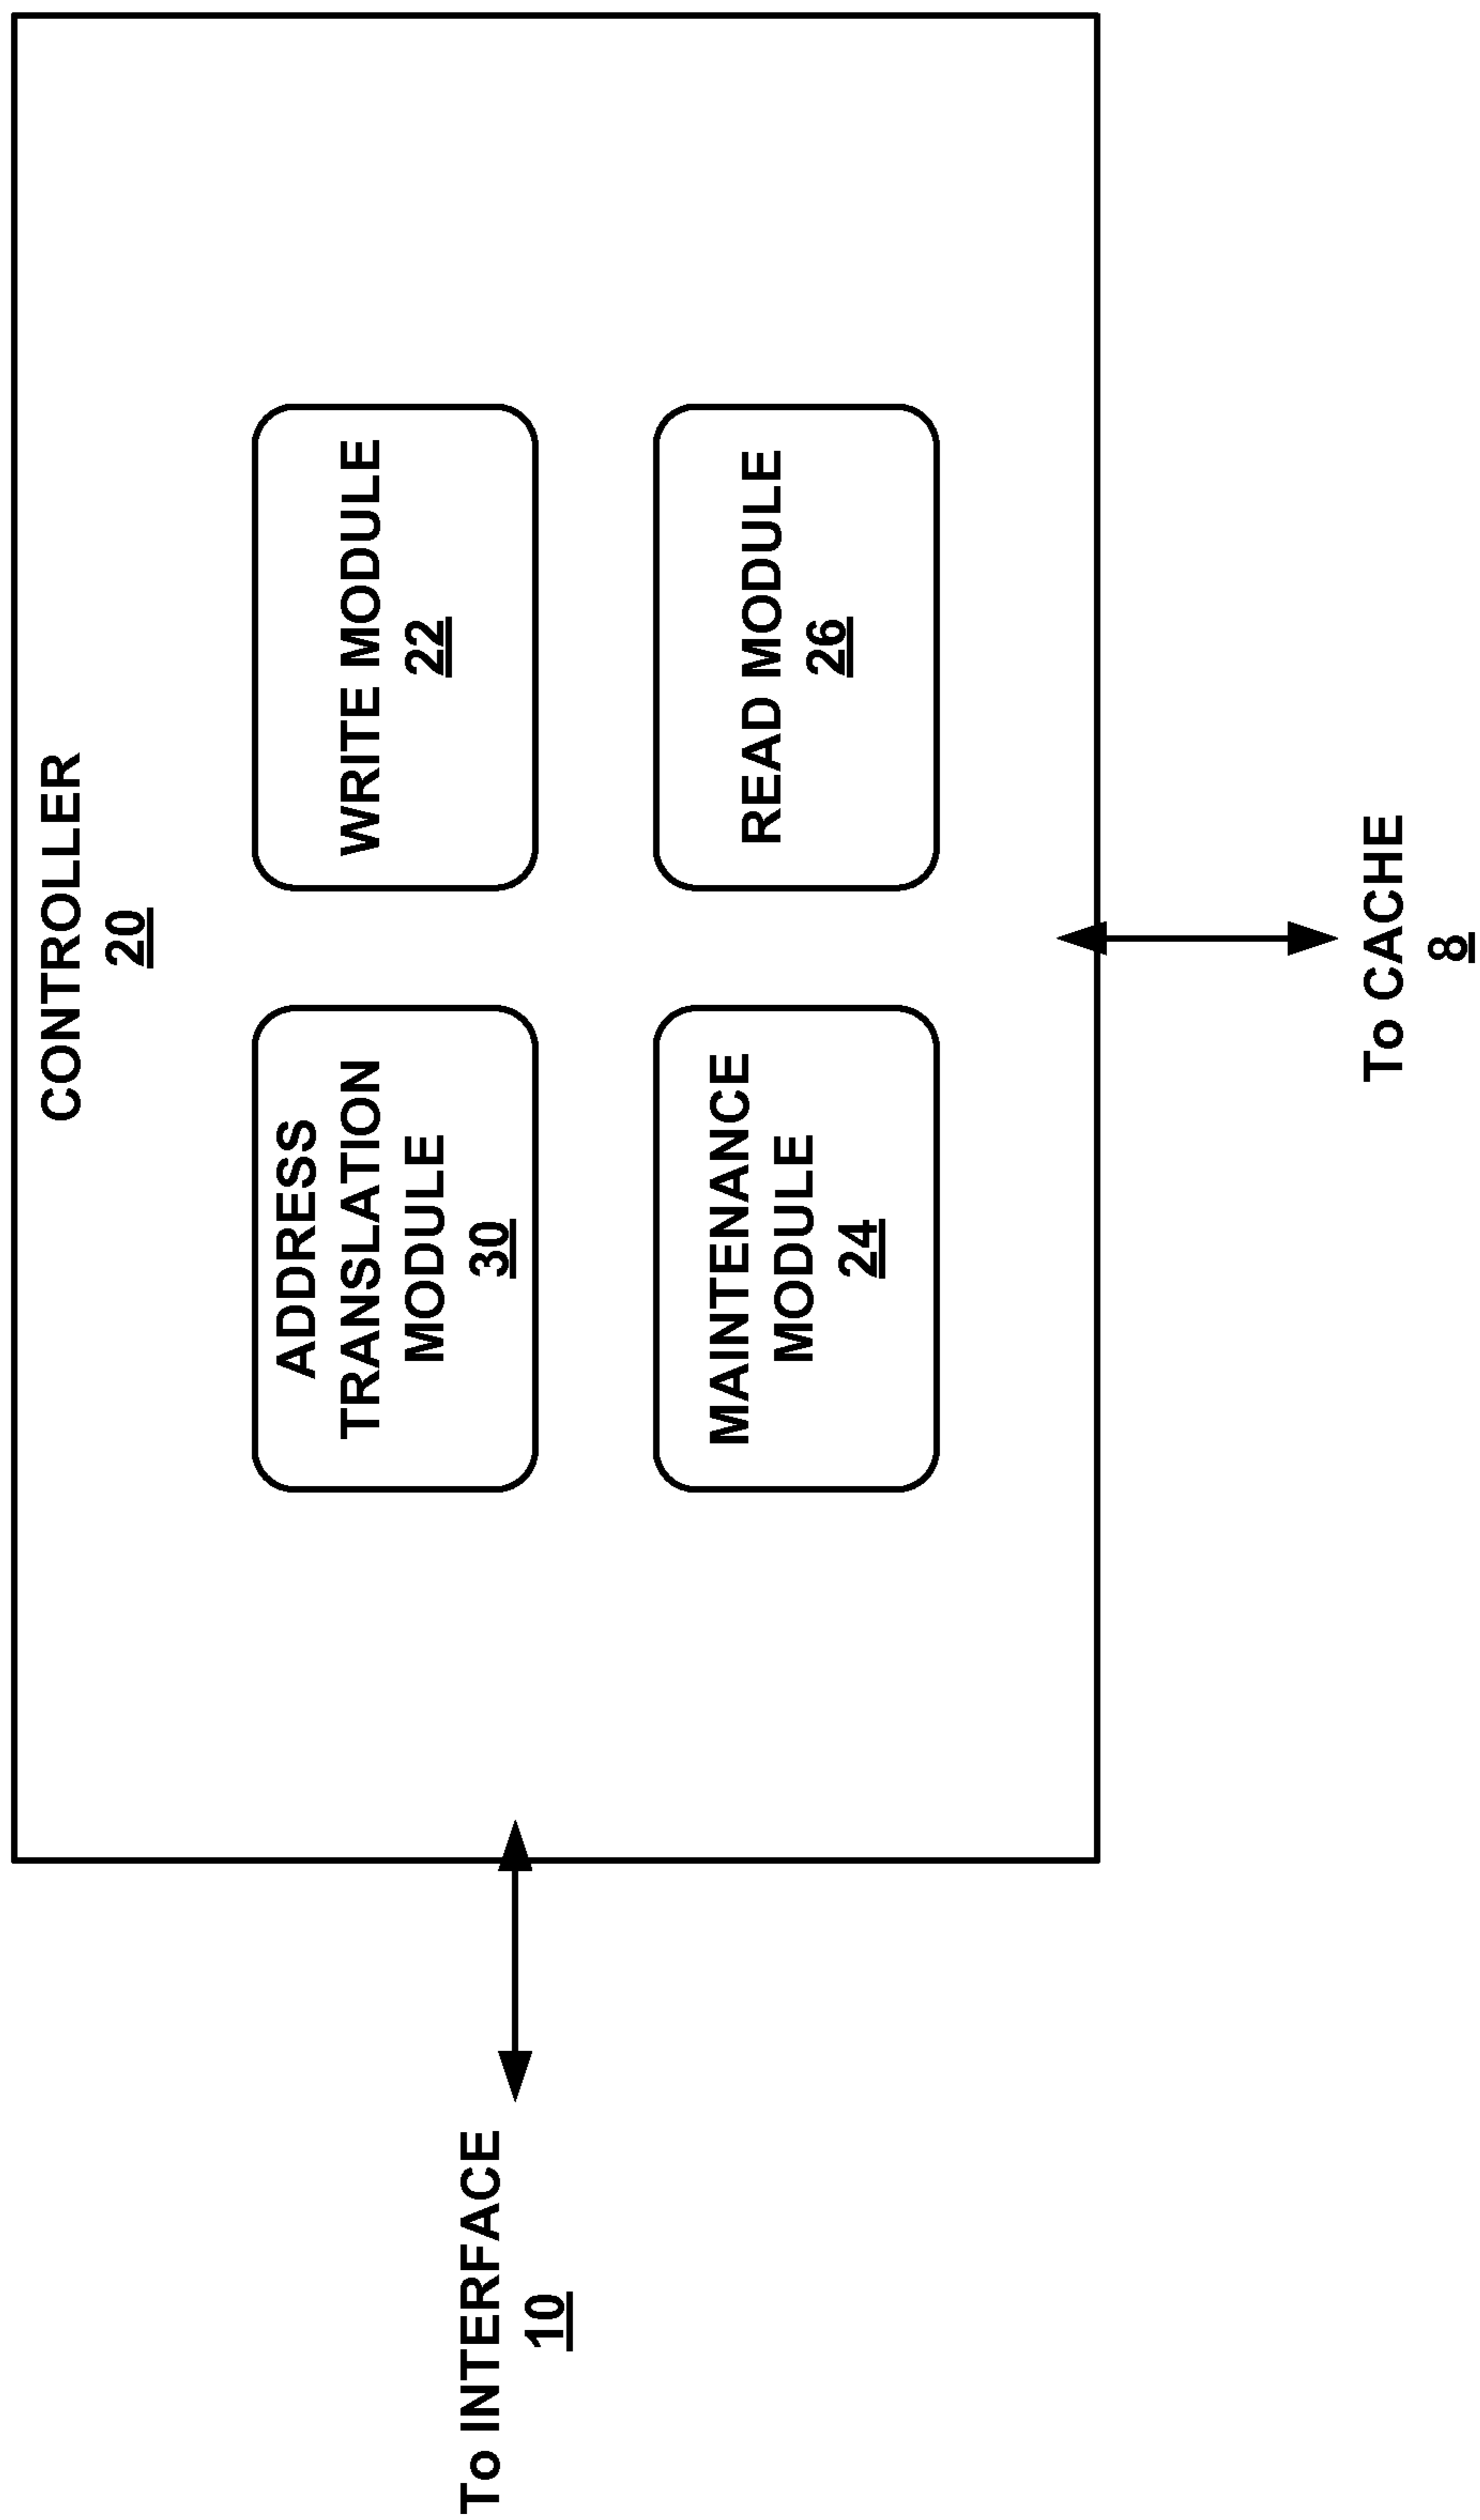 CONTROLLER
20
ADDRESS
TRANSLATION
MODULE
30
WRITE MODULE
22
MAINTENANCE
MODULE
24
READ MODULE
26
To INTERFACE
10
To CACHE
8